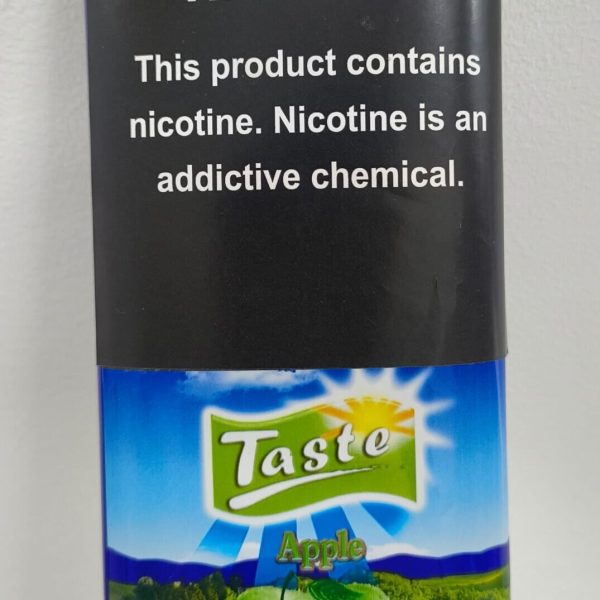 This product contains
nicotine. Nicotine is an
addictive chemical.
Taste
Apple